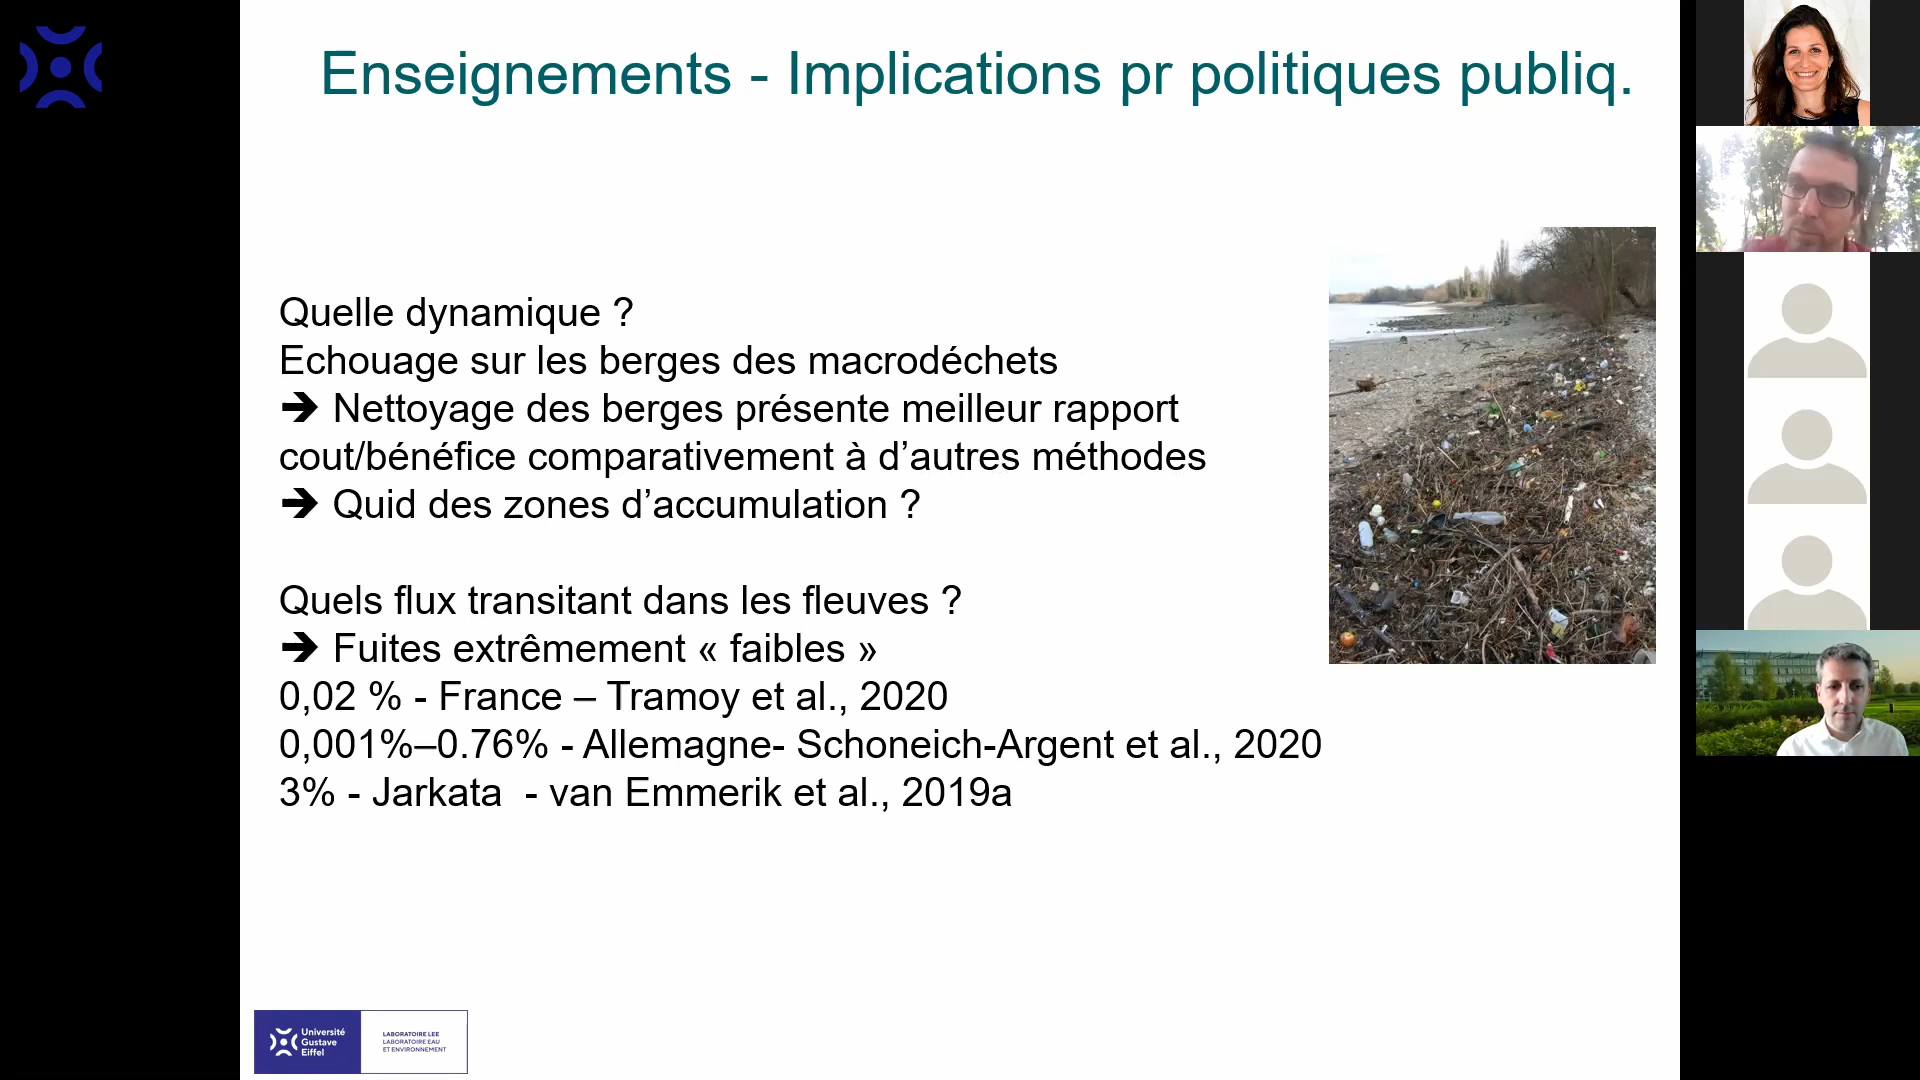 Enseignements - Implications pr politiques publiq.
Quelle dynamique ?
Echouage sur les berges des macrodéchets
➔ Nettoyage des berges présente meilleur rapport
cout/bénéfice comparativement à d’autres méthodes
➔ Quid des zones d’accumulation ?
Quels flux transitant dans les fleuves ?
➔ Fuites extrêmement « faibles »
0,02 % - France – Tramoy et al., 2020
0,001%–0.76% - Allemagne- Schoneich-Argent et al., 2020
3% - Jarkata - van Emmerik et al., 2019a
Université
Gustave
Eiffel
LABORATOIRE LEE
LABORATOIRE EAU
ET ENVIRONNEMENT